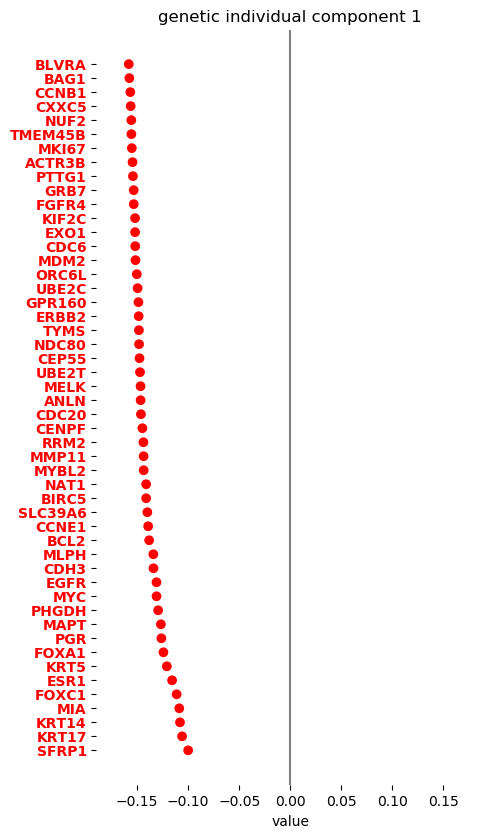 genetic individual component 1
BLVRA
BAG1
CCNB1
CXXC5
NUF2
TMEM45B
MKI67
ACTR3B
PTTG1
GRB7
FGFR4
KIF2C
EXO1
CDC6
MDM2
ORC6L
UBE2C
GPR160
ERBB2
TYMS
NDC80
CEP55
UBE2T
MELK
ANLN
CDC20
CENPF
RRM2
MMP11
MYBL2
NAT1
BIRC5
SLC39A6
CCNE1
BCL2
MLPH
CDH3
EGFR
MYC
PHGDH
MAPT
PGR
FOXA1
KRT5
ESR1
FOXC1
MIA
KRT14
KRT17
SFRP1
−0.15 −0.10 −0.05 0.00 0.05 0.10 0.15
value